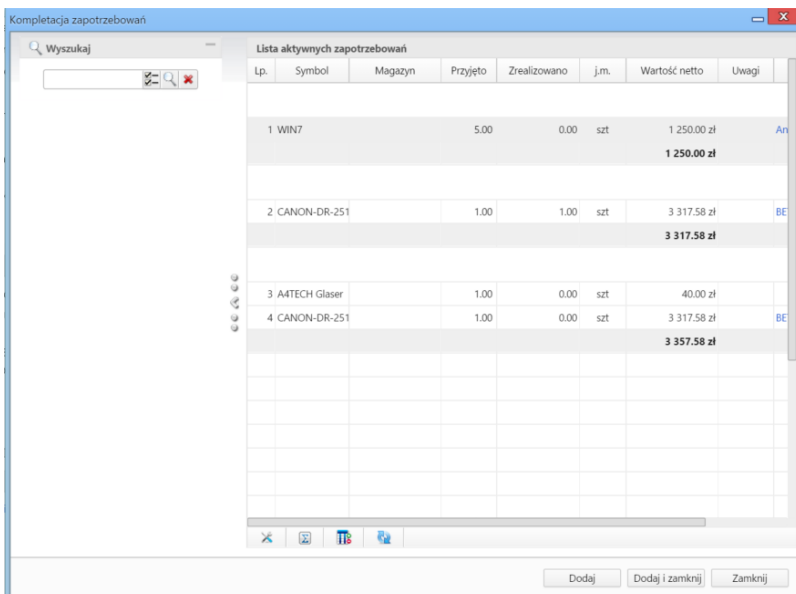 Kompletacja zapotrzebowań
Wyszukaj
Lista aktywnych zapotrzebowań
Lp. Symbol Magazyn Przyjęto Zrealizowano j.m. Wartość netto Uwagi
1 WIN7 5.00 0.00 szt 1 250.00 zł An
1 250.00 zł
2 CANON-DR-251 1.00 1.00 szt 3 317.58 zł BE
3 317.58 zł
3 A4TECH Glaser 1.00 0.00 szt 40.00 zł
4 CANON-DR-251 1.00 0.00 szt 3 317.58 zł BE
3 357.58 zł
Dodaj Dodaj i zamknij Zamknij